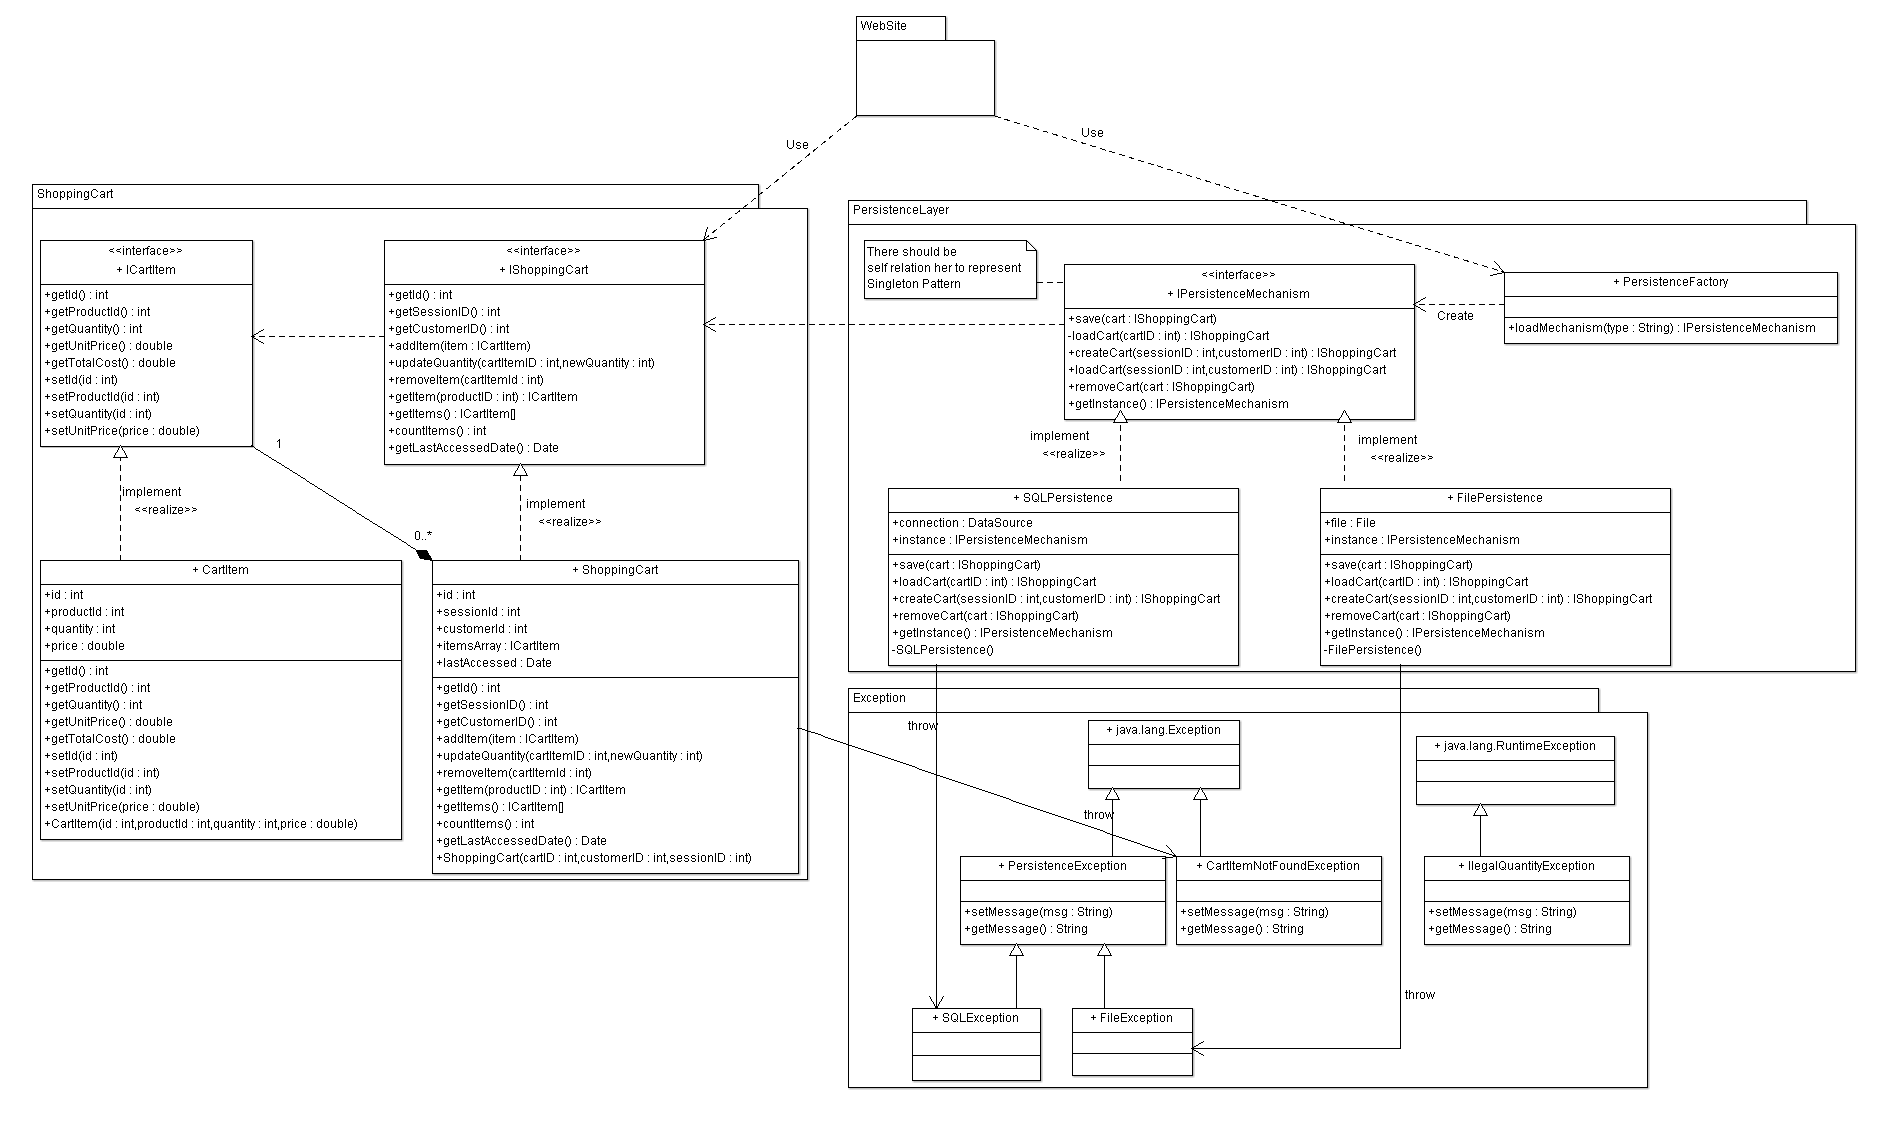 WebSite
Use
Use
ShoppingCart
<<interface>>
+ ICartItem
+getId() : int
+getProductId() : int
+getQuantity() : int
+getUnitPrice() : double
+getTotalCost() : double
+setId(id : int)
+setProductId(id : int)
+setQuantity(id : int)
+setUnitPrice(price : double)
<<interface>>
+ IShoppingCart
+getId() : int
+getSessionID() : int
+getCustomerID() : int
+addItem(item : ICartItem)
+updateQuantity(cartItemID : int,newQuantity : int)
+removeItem(cartItemId : int)
+getItem(productID : int) : ICartItem
+getItems() : ICartItem[]
+countItems() : int
+getLastAccessedDate() : Date
1
0..*
implement
<<realize>>
implement
<<realize>>
+ CartItem
+id : int
+productId : int
+quantity : int
+price : double
+getId() : int
+getProductId() : int
+getQuantity() : int
+getUnitPrice() : double
+getTotalCost() : double
+setId(id : int)
+setProductId(id : int)
+setQuantity(id : int)
+setUnitPrice(price : double)
+CartItem(id : int,productId : int,quantity : int,price : double)
+ ShoppingCart
+id : int
+sessionId : int
+customerId : int
+itemsArray : ICartItem
+lastAccessed : Date
+getId() : int
+getSessionID() : int
+getCustomerID() : int
+addItem(item : ICartItem)
+updateQuantity(cartItemID : int,newQuantity : int)
+removeItem(cartItemId : int)
+getItem(productID : int) : ICartItem
+getItems() : ICartItem[]
+countItems() : int
+getLastAccessedDate() : Date
+ShoppingCart(cartID : int,customerID : int,sessionID : int)
PersistenceLayer
There should be
self relation her to represent
Singleton Pattern
<<interface>>
+ IPersistenceMechanism
+save(cart : IShoppingCart)
-loadCart(cartID : int) : IShoppingCart
+createCart(sessionID : int,customerID : int) : IShoppingCart
+loadCart(sessionID : int,customerID : int) : IShoppingCart
+removeCart(cart : IShoppingCart)
+getInstance() : IPersistenceMechanism
Create
+ PersistenceFactory
+loadMechanism(type : String) : IPersistenceMechanism
implement
<<realize>>
implement
<<realize>>
+ SQLPersistence
+connection : DataSource
+instance : IPersistenceMechanism
+save(cart : IShoppingCart)
+loadCart(cartID : int) : IShoppingCart
+createCart(sessionID : int,customerID : int) : IShoppingCart
+removeCart(cart : IShoppingCart)
+getInstance() : IPersistenceMechanism
-SQLPersistence()
+ FilePersistence
+file : File
+instance : IPersistenceMechanism
+save(cart : IShoppingCart)
+loadCart(cartID : int) : IShoppingCart
+createCart(sessionID : int,customerID : int) : IShoppingCart
+removeCart(cart : IShoppingCart)
+getInstance() : IPersistenceMechanism
-FilePersistence()
Exception
throw
+ java.lang.Exception
+ java.lang.RuntimeException
throw
+ PersistenceException
+setMessage(msg : String)
+getMessage() : String
+ CartItemNotFoundException
+setMessage(msg : String)
+getMessage() : String
+ IlegalQuantityException
+setMessage(msg : String)
+getMessage() : String
throw
+ SQLException
+ FileException